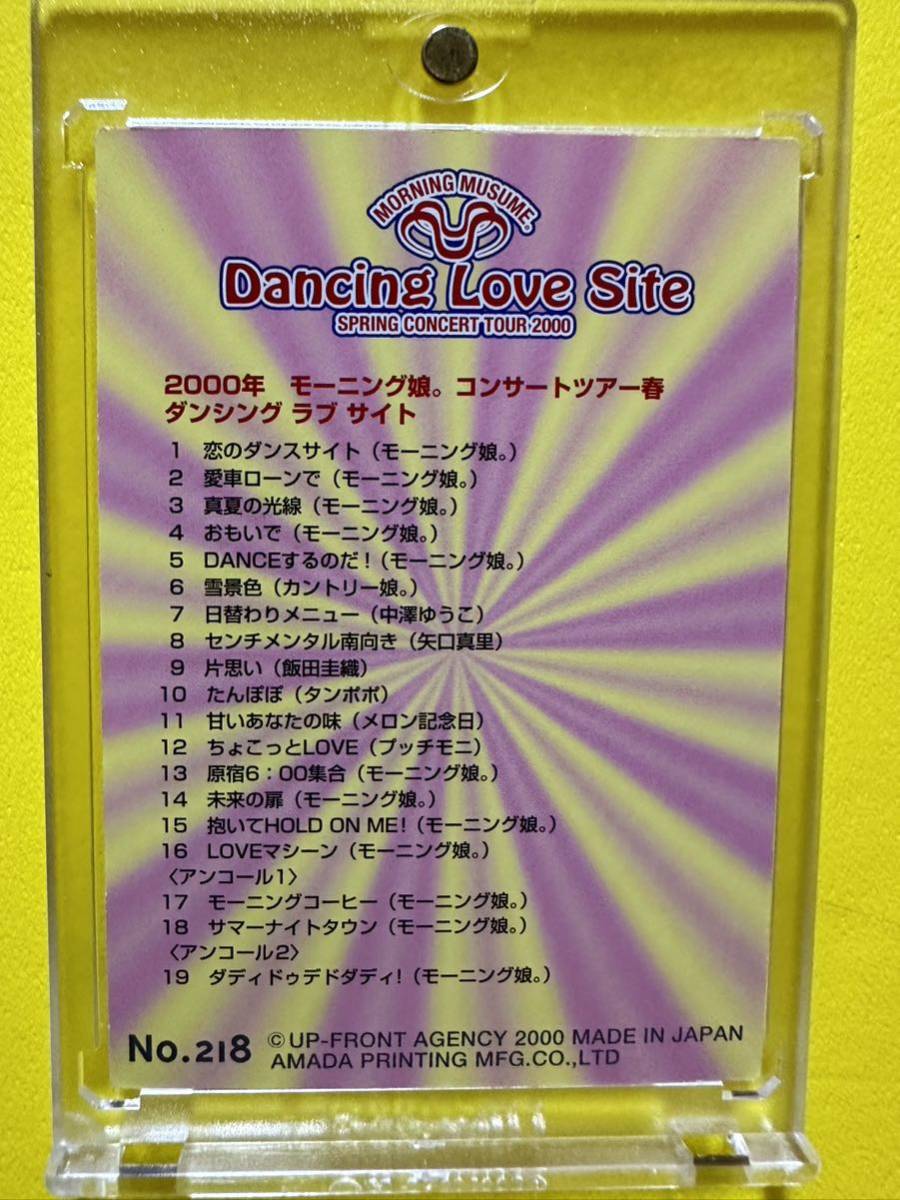 MORNING MUSUME®
Dancing Love Site
SPRING CONCERT TOUR 2000
2000年 モーニング娘。コンサートツアー春
ダンシング ラブ サイト
1 恋のダンスサイト（モーニング娘。）
2 愛車ローンで（モーニング娘。）
3 真夏の光線（モーニング娘。）
4 おもいで（モーニング娘。）
5 DANCEするのだ！（モーニング娘。）
6 雪景色（カントリー娘。）
7 日替わりメニュー（中澤ゆうこ）
8 センチメンタル南向き（矢口真里）
9 片思い（飯田圭織）
10 たんぽぽ（タンポポ）
11 甘いあなたの味（メロン記念日）
12 ちょこっとLOVE（プッチモニ）
13 原宿6：00集合（モーニング娘。）
14 未来の扉（モーニング娘。）
15 抱いてHOLD ON ME!（モーニング娘。）
16 LOVEマシーン（モーニング娘。）
〈アンコール1〉
17 モーニングコーヒー（モーニング娘。）
18 サマーナイトタウン（モーニング娘。）
〈アンコール2〉
19 ダディドゥデドダディ!（モーニング娘。）
No.218 ©UP-FRONT AGENCY 2000 MADE IN JAPAN
AMADA PRINTING MFG.CO.,LTD